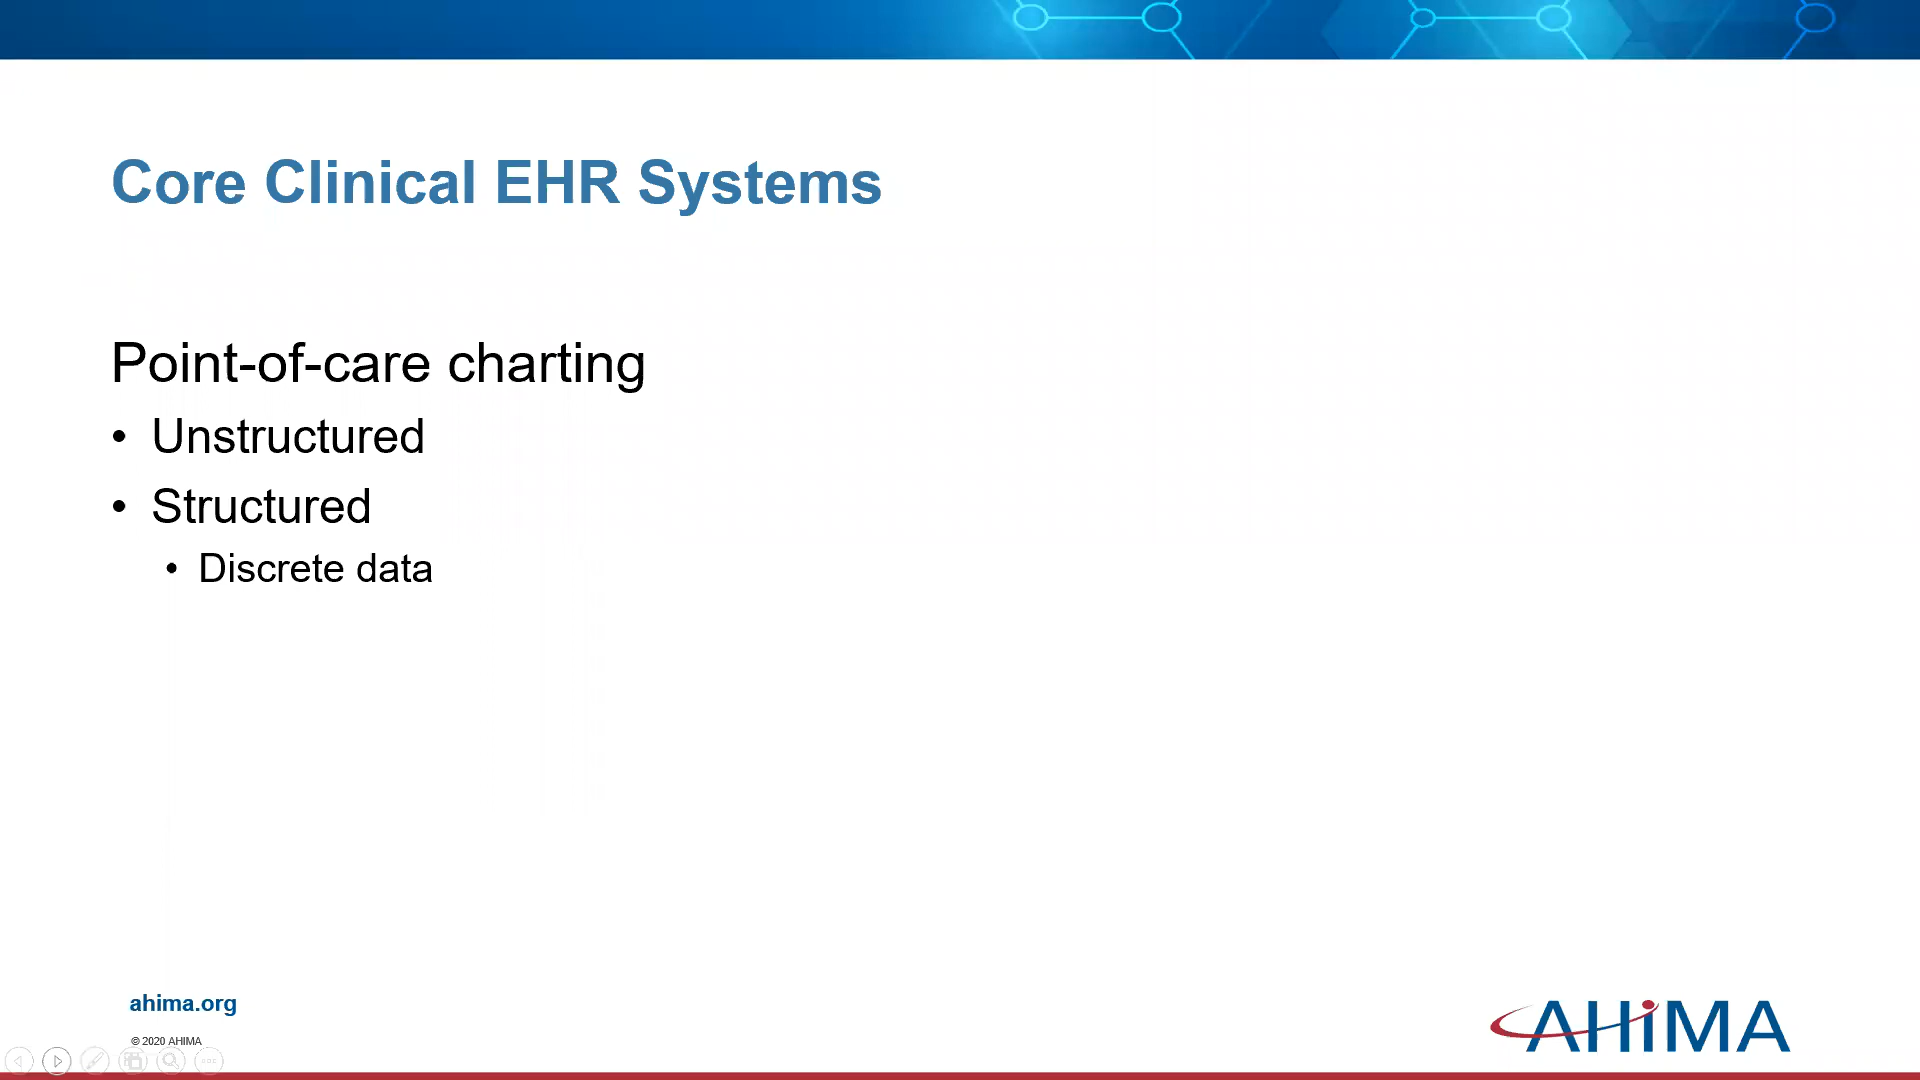 Core Clinical EHR Systems
Point-of-care charting
• Unstructured
• Structured
• Discrete data
ahima.org
© 2020 AHIMA
AHiMA